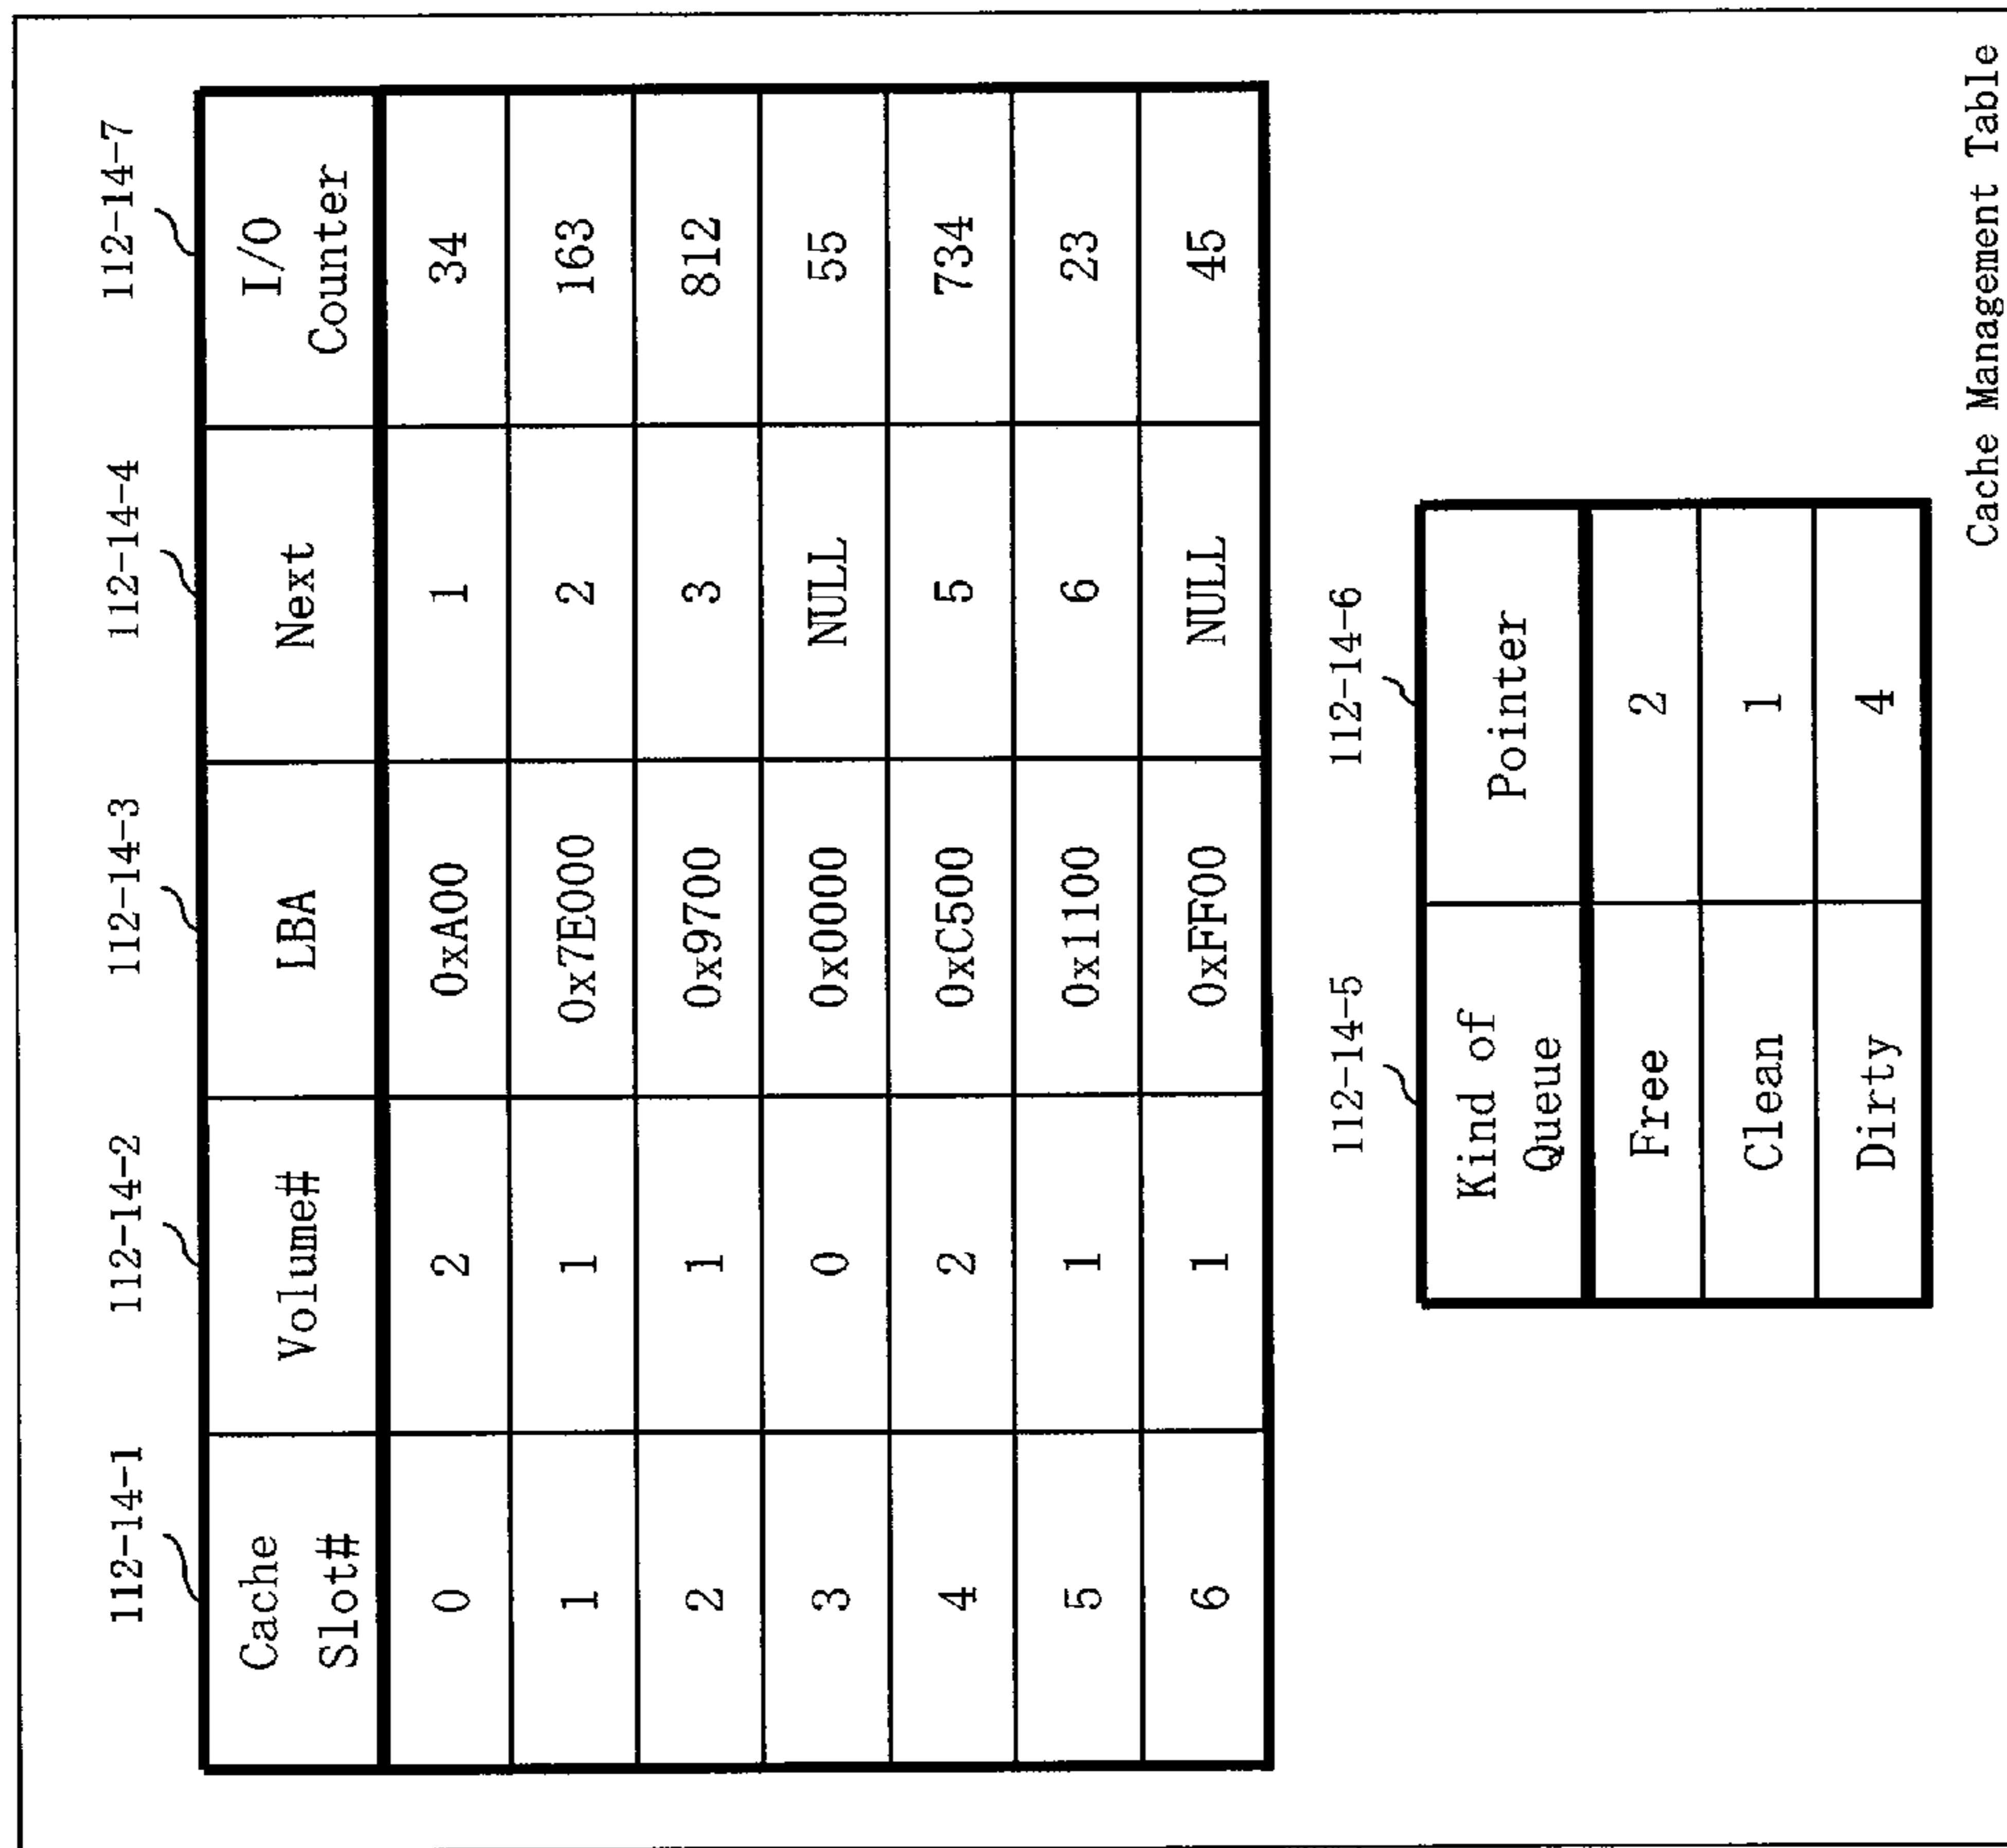 112-14-1 112-14-2 112-14-3 112-14-4 112-14-7
Cache Slot# Volume# LBA Next I/O Counter
0 2 0xA00 1 34
1 1 0x7E000 2 163
2 1 0x9700 3 812
3 0 0x0000 NULL 55
4 2 0xC500 5 734
5 1 0x1100 6 23
6 1 0xFF00 NULL 45
112-14-5 112-14-6
Kind of Queue Pointer
Free 2
Clean 1
Dirty 4
Cache Management Table